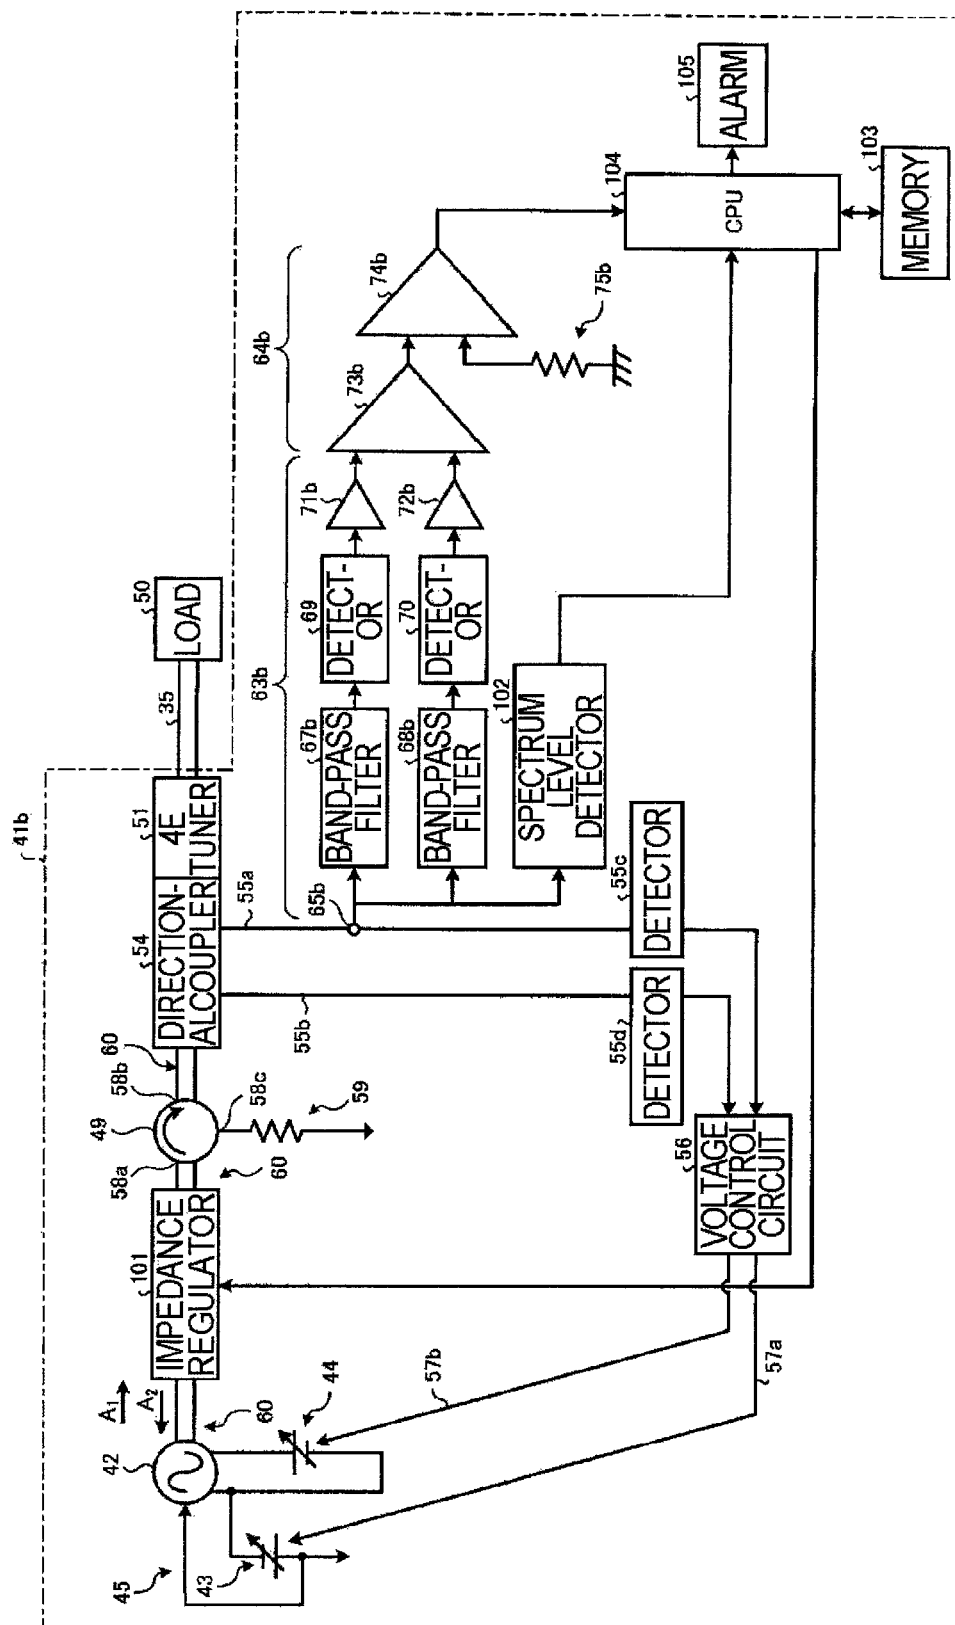 41b
45
42
A1
A2
60
101
IMPEDANCE
REGULATOR
58a
49
58b
60
54
DIRECTION-
ALCOUPLER
51
4E
TUNER
35
50
LOAD
43
44
60
58c
59
55b
55a
65b
63b
67b
BAND-PASS
FILTER
69
DETECT-
OR
71b
64b
73b
74b
68b
BAND-PASS
FILTER
70
DETECT-
OR
72b
75b
102
SPECTRUM
LEVEL
DETECTOR
104
CPU
105
ALARM
103
MEMORY
57b
57a
55d
DETECTOR
55c
DETECTOR
56
VOLTAGE
CONTROL
CIRCUIT